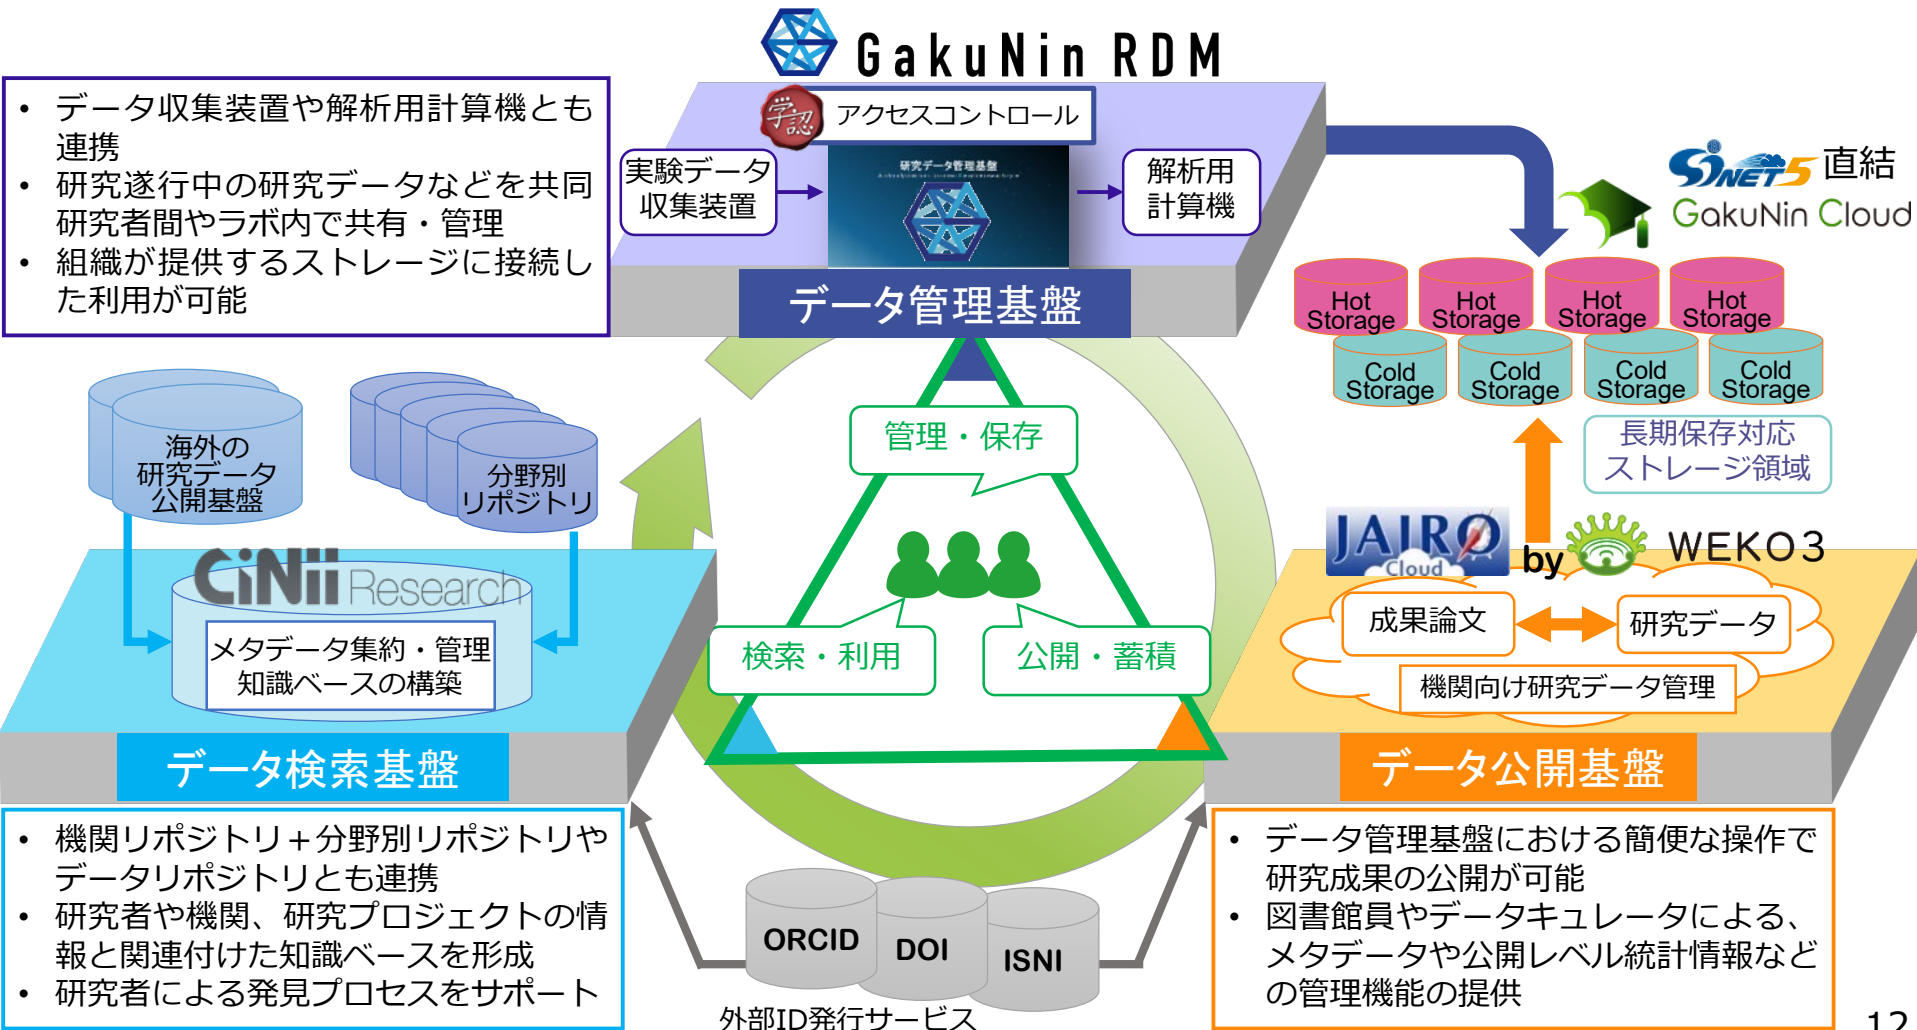 GakuNin RDM
• データ収集装置や解析用計算機とも
連携
• 研究遂行中の研究データなどを共同
研究者間やラボ内で共有・管理
• 組織が提供するストレージに接続し
た利用が可能
学認
アクセスコントロール
実験データ
収集装置
研究データ管理基盤
解析用
計算機
データ管理基盤
SINET5 直結
GakuNin Cloud
Hot
Storage
Hot
Storage
Hot
Storage
Hot
Storage
Cold
Storage
Cold
Storage
Cold
Storage
Cold
Storage
長期保存対応
ストレージ領域
海外の
研究データ
公開基盤
分野別
リポジトリ
CiNii Research
メタデータ集約・管理
知識ベースの構築
データ検索基盤
管理・保存
検索・利用
公開・蓄積
JAIRO
Cloud
by
WEKO3
成果論文
研究データ
機関向け研究データ管理
データ公開基盤
• 機関リポジトリ＋分野別リポジトリや
データリポジトリとも連携
• 研究者や機関、研究プロジェクトの情
報と関連付けた知識ベースを形成
• 研究者による発見プロセスをサポート
ORCID
DOI
ISNI
外部ID発行サービス
• データ管理基盤における簡便な操作で
研究成果の公開が可能
• 図書館員やデータキュレータによる、
メタデータや公開レベル統計情報など
の管理機能の提供
12